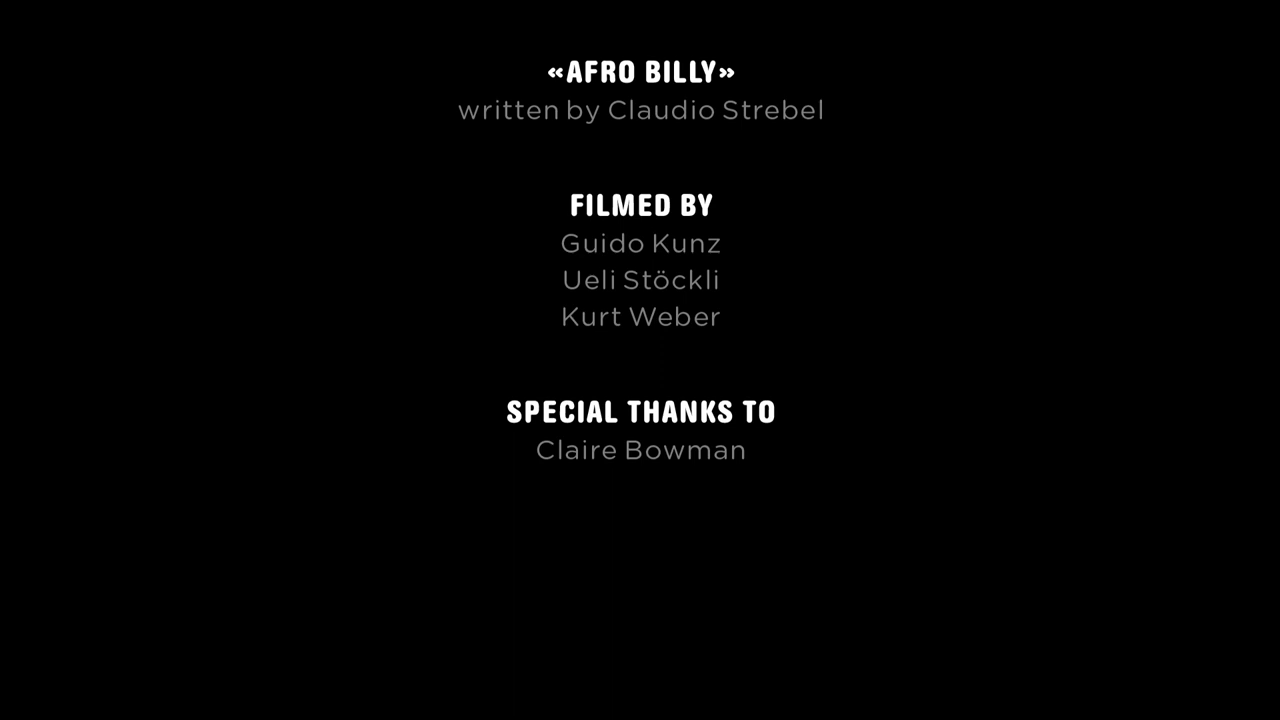 «AFRO BILLY»
written by Claudio Strebel
FILMED BY
Guido Kunz
Ueli Stöckli
Kurt Weber
SPECIAL THANKS TO
Claire Bowman